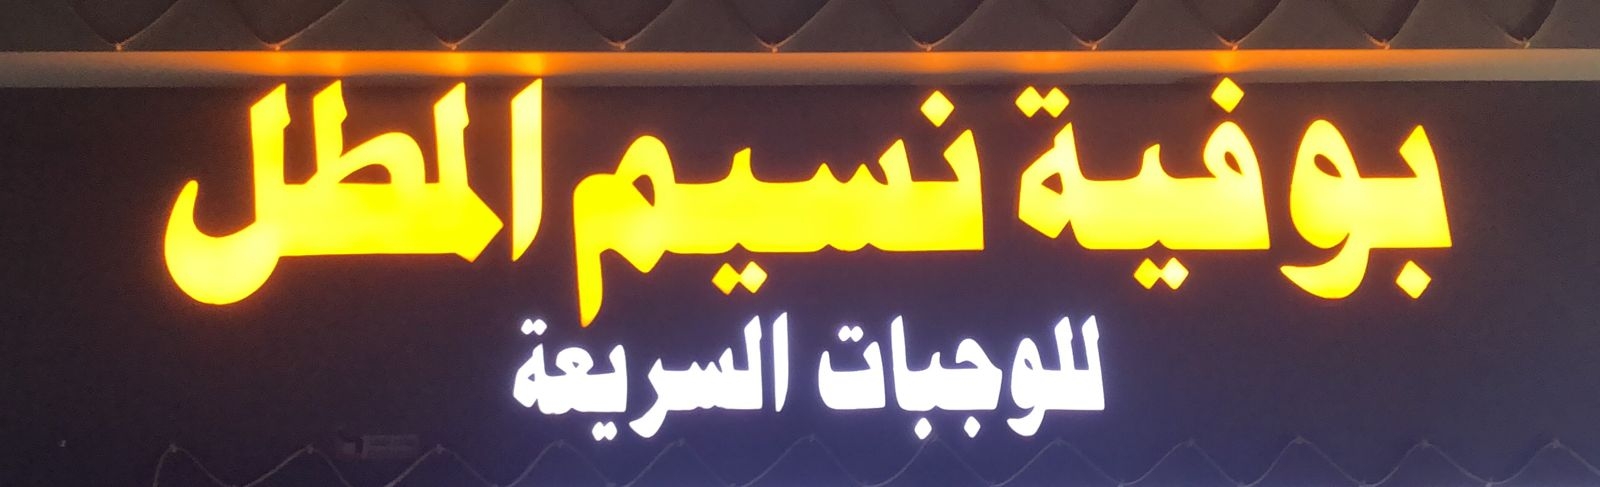 بوفية نسيم المطل
للوجبات السريعة